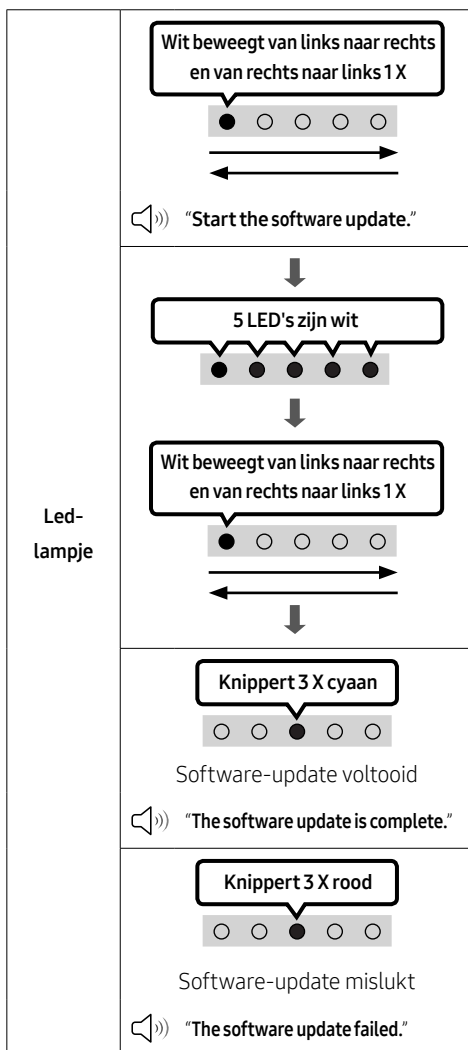 Wit beweegt van links naar rechts
en van rechts naar links 1 X
“Start the software update.”
5 LED's zijn wit
Wit beweegt van links naar rechts
en van rechts naar links 1 X
Led-
lampje
Knippert 3 X cyaan
Software-update voltooid
“The software update is complete.”
Knippert 3 X rood
Software-update mislukt
“The software update failed.”